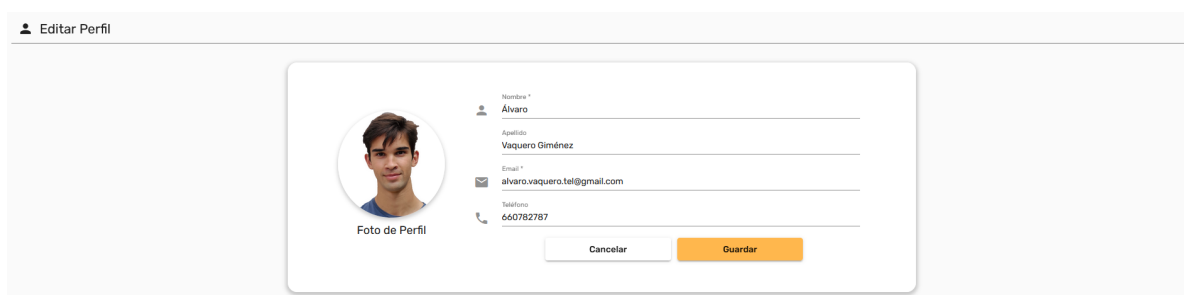 Editar Perfil
Nombre *
Álvaro
Apellido
Vaquero Giménez
Email *
alvaro.vaquero.tel@gmail.com
Teléfono
660782787
Foto de Perfil
Cancelar
Guardar